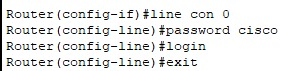 Router(config-if)#line con 0
Router(config-line)#password cisco
Router(config-line)#login
Router(config-line)#exit